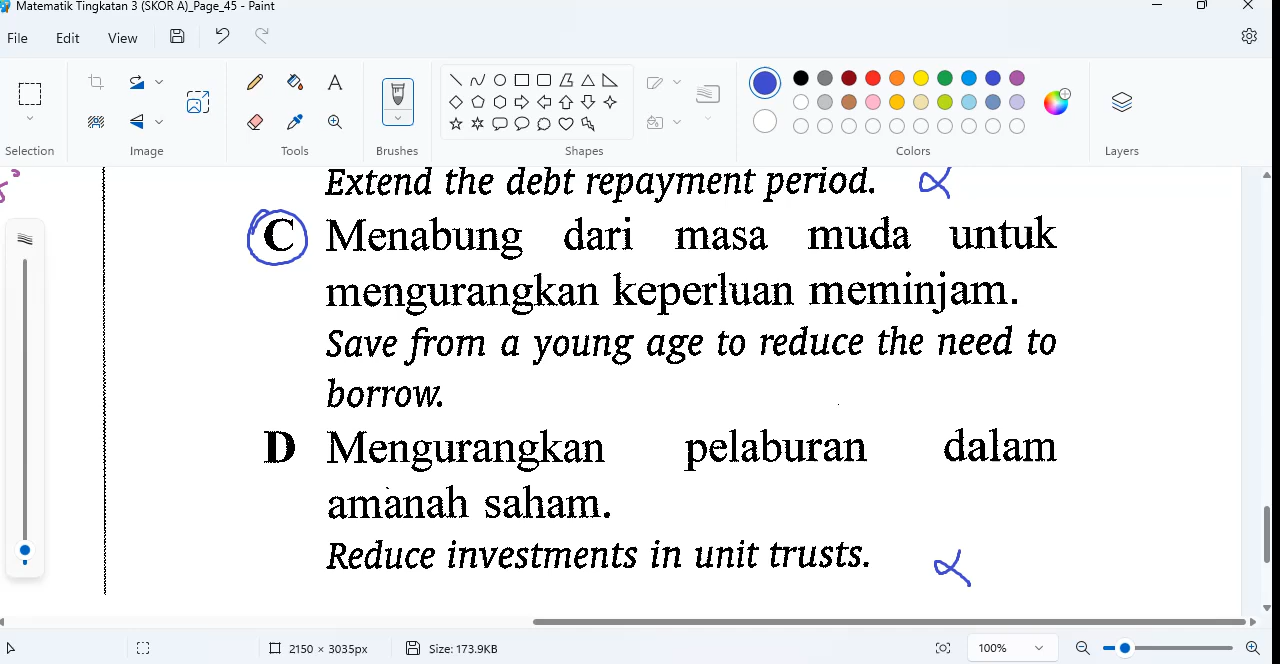 Matematik Tingkatan 3 (SKOR A)_Page_45 - Paint
File Edit View
Selection Image Tools Brushes Shapes Colors Layers
Extend the debt repayment period.
C Menabung dari masa muda untuk
mengurangkan keperluan meminjam.
Save from a young age to reduce the need to
borrow.
D Mengurangkan pelaburan dalam
amanah saham.
Reduce investments in unit trusts.
2150 × 3035px Size: 173.9KB 100%